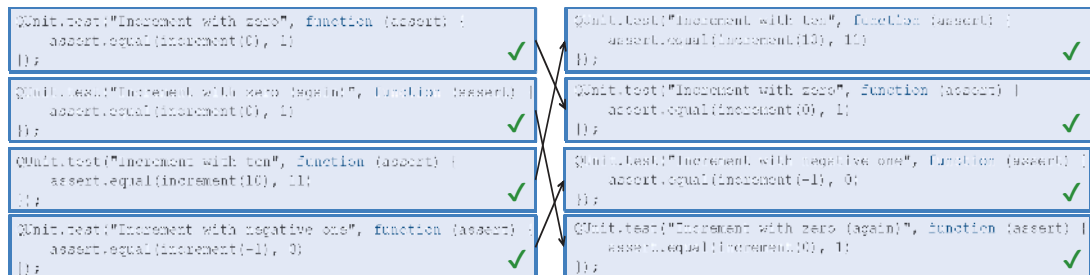 QUnit.test("Increment with zero", function (assert) {
assert.equal(increment(0), 1)
});
QUnit.test("Increment with zero (again)", function (assert) {
assert.equal(increment(0), 1)
});
QUnit.test("Increment with ten", function (assert) {
assert.equal(increment(10), 11)
});
QUnit.test("Increment with negative one", function (assert) {
assert.equal(increment(-1), 0)
});
QUnit.test("Increment with ten", function (assert) {
assert.equal(increment(10), 11)
});
QUnit.test("Increment with zero", function (assert) {
assert.equal(increment(0), 1)
});
QUnit.test("Increment with negative one", function (assert) {
assert.equal(increment(-1), 0)
});
QUnit.test("Increment with zero (again)", function (assert) {
assert.equal(increment(0), 1)
});